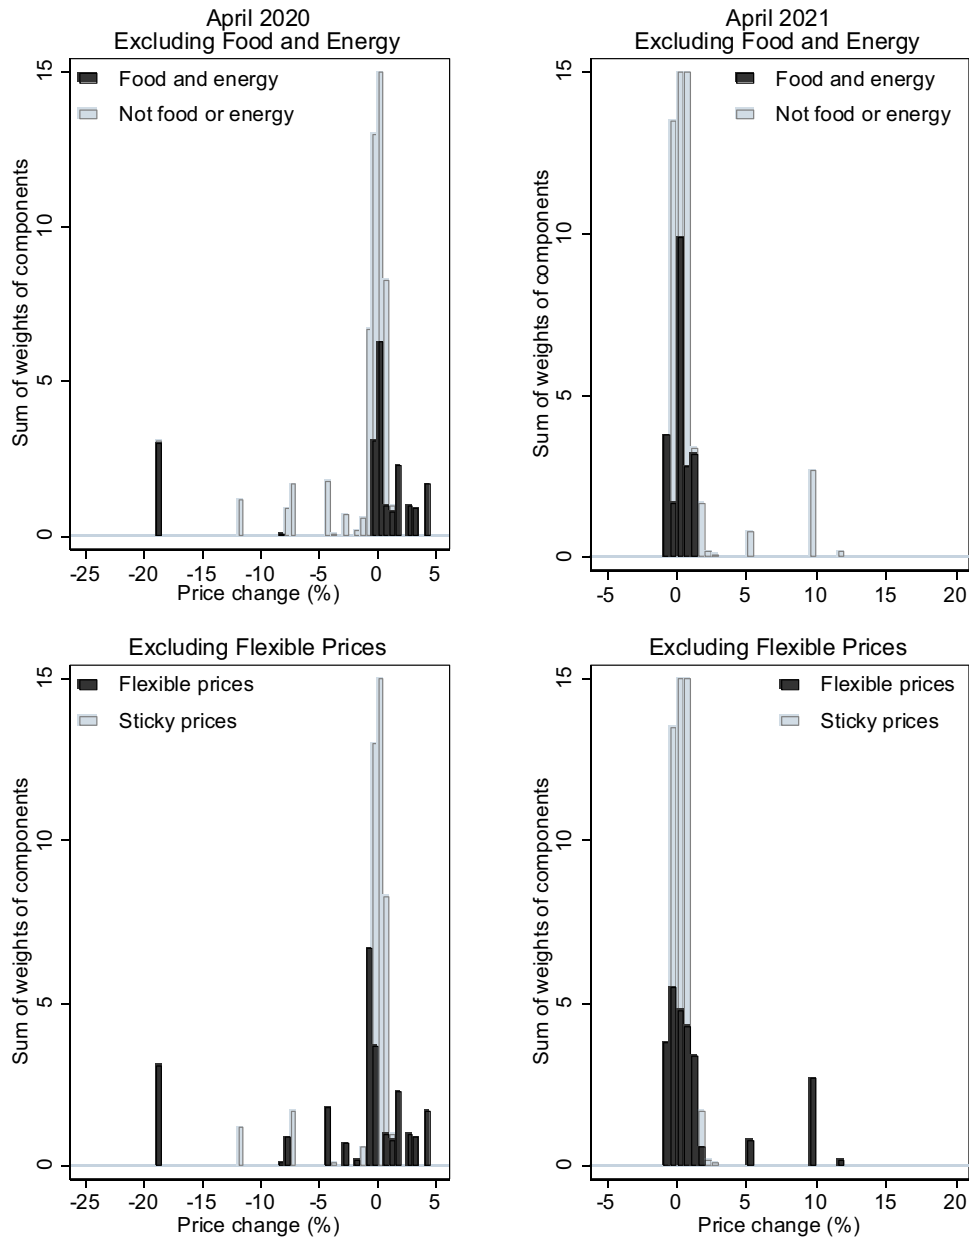 April 2020
Excluding Food and Energy
Food and energy
Not food or energy
Sum of weights of components
15
10
5
0
-25 -20 -15 -10 -5 0 5
Price change (%)
April 2021
Excluding Food and Energy
Food and energy
Not food or energy
Sum of weights of components
15
10
5
0
-5 0 5 10 15 20
Excluding Flexible Prices
Flexible prices
Sticky prices
Sum of weights of components
15
10
5
0
-25 -20 -15 -10 -5 0 5
Price change (%)
Excluding Flexible Prices
Flexible prices
Sticky prices
Sum of weights of components
15
10
5
0
-5 0 5 10 15 20
Price change (%)